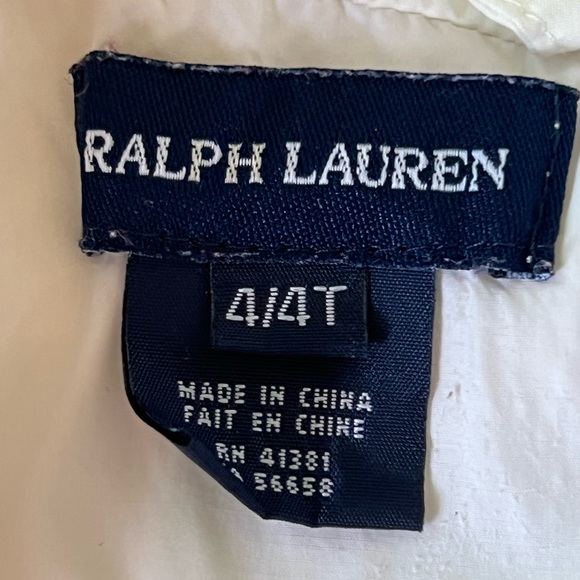 RALPH LAUREN
4/4T
MADE IN CHINA
FAIT EN CHINE
RN 41381
56658